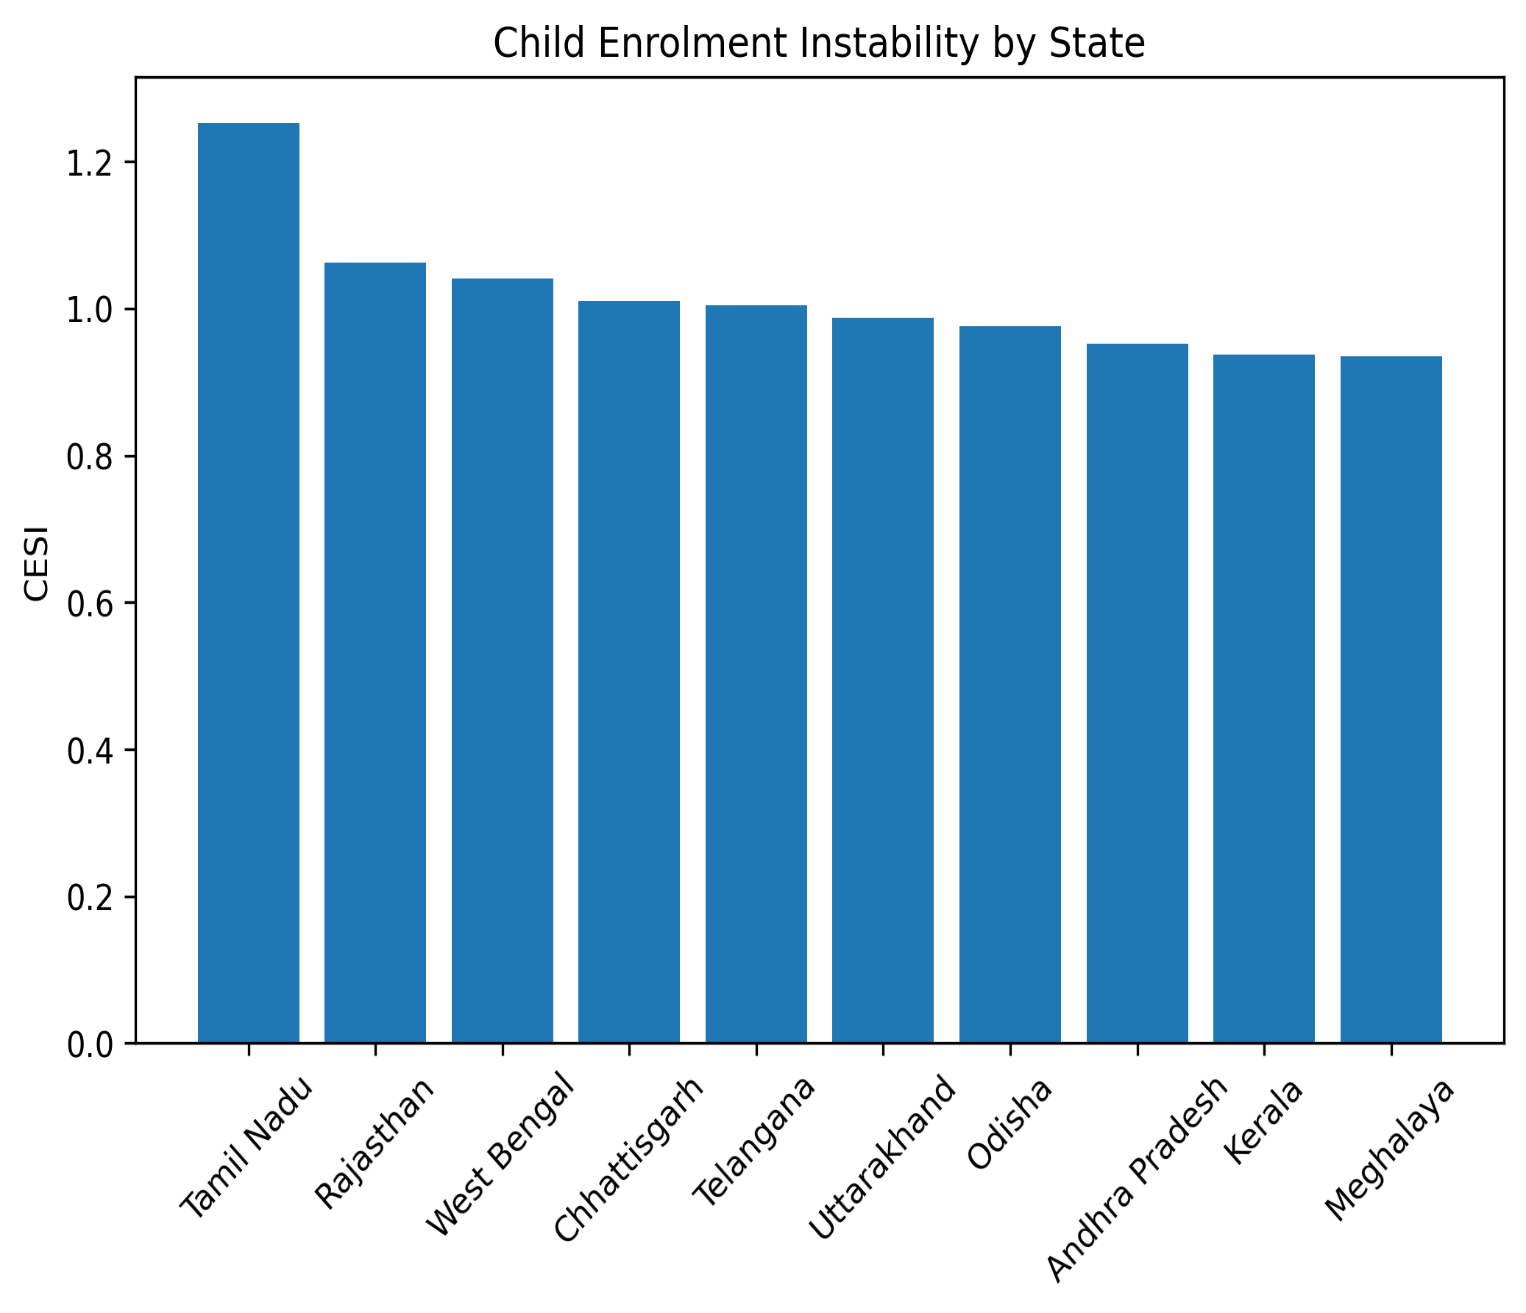 Child Enrolment Instability by State
CESI
1.2
1.0
0.8
0.6
0.4
0.2
0.0
Tamil Nadu
Rajasthan
West Bengal
Chhattisgarh
Telangana
Uttarakhand
Odisha
Andhra Pradesh
Kerala
Meghalaya